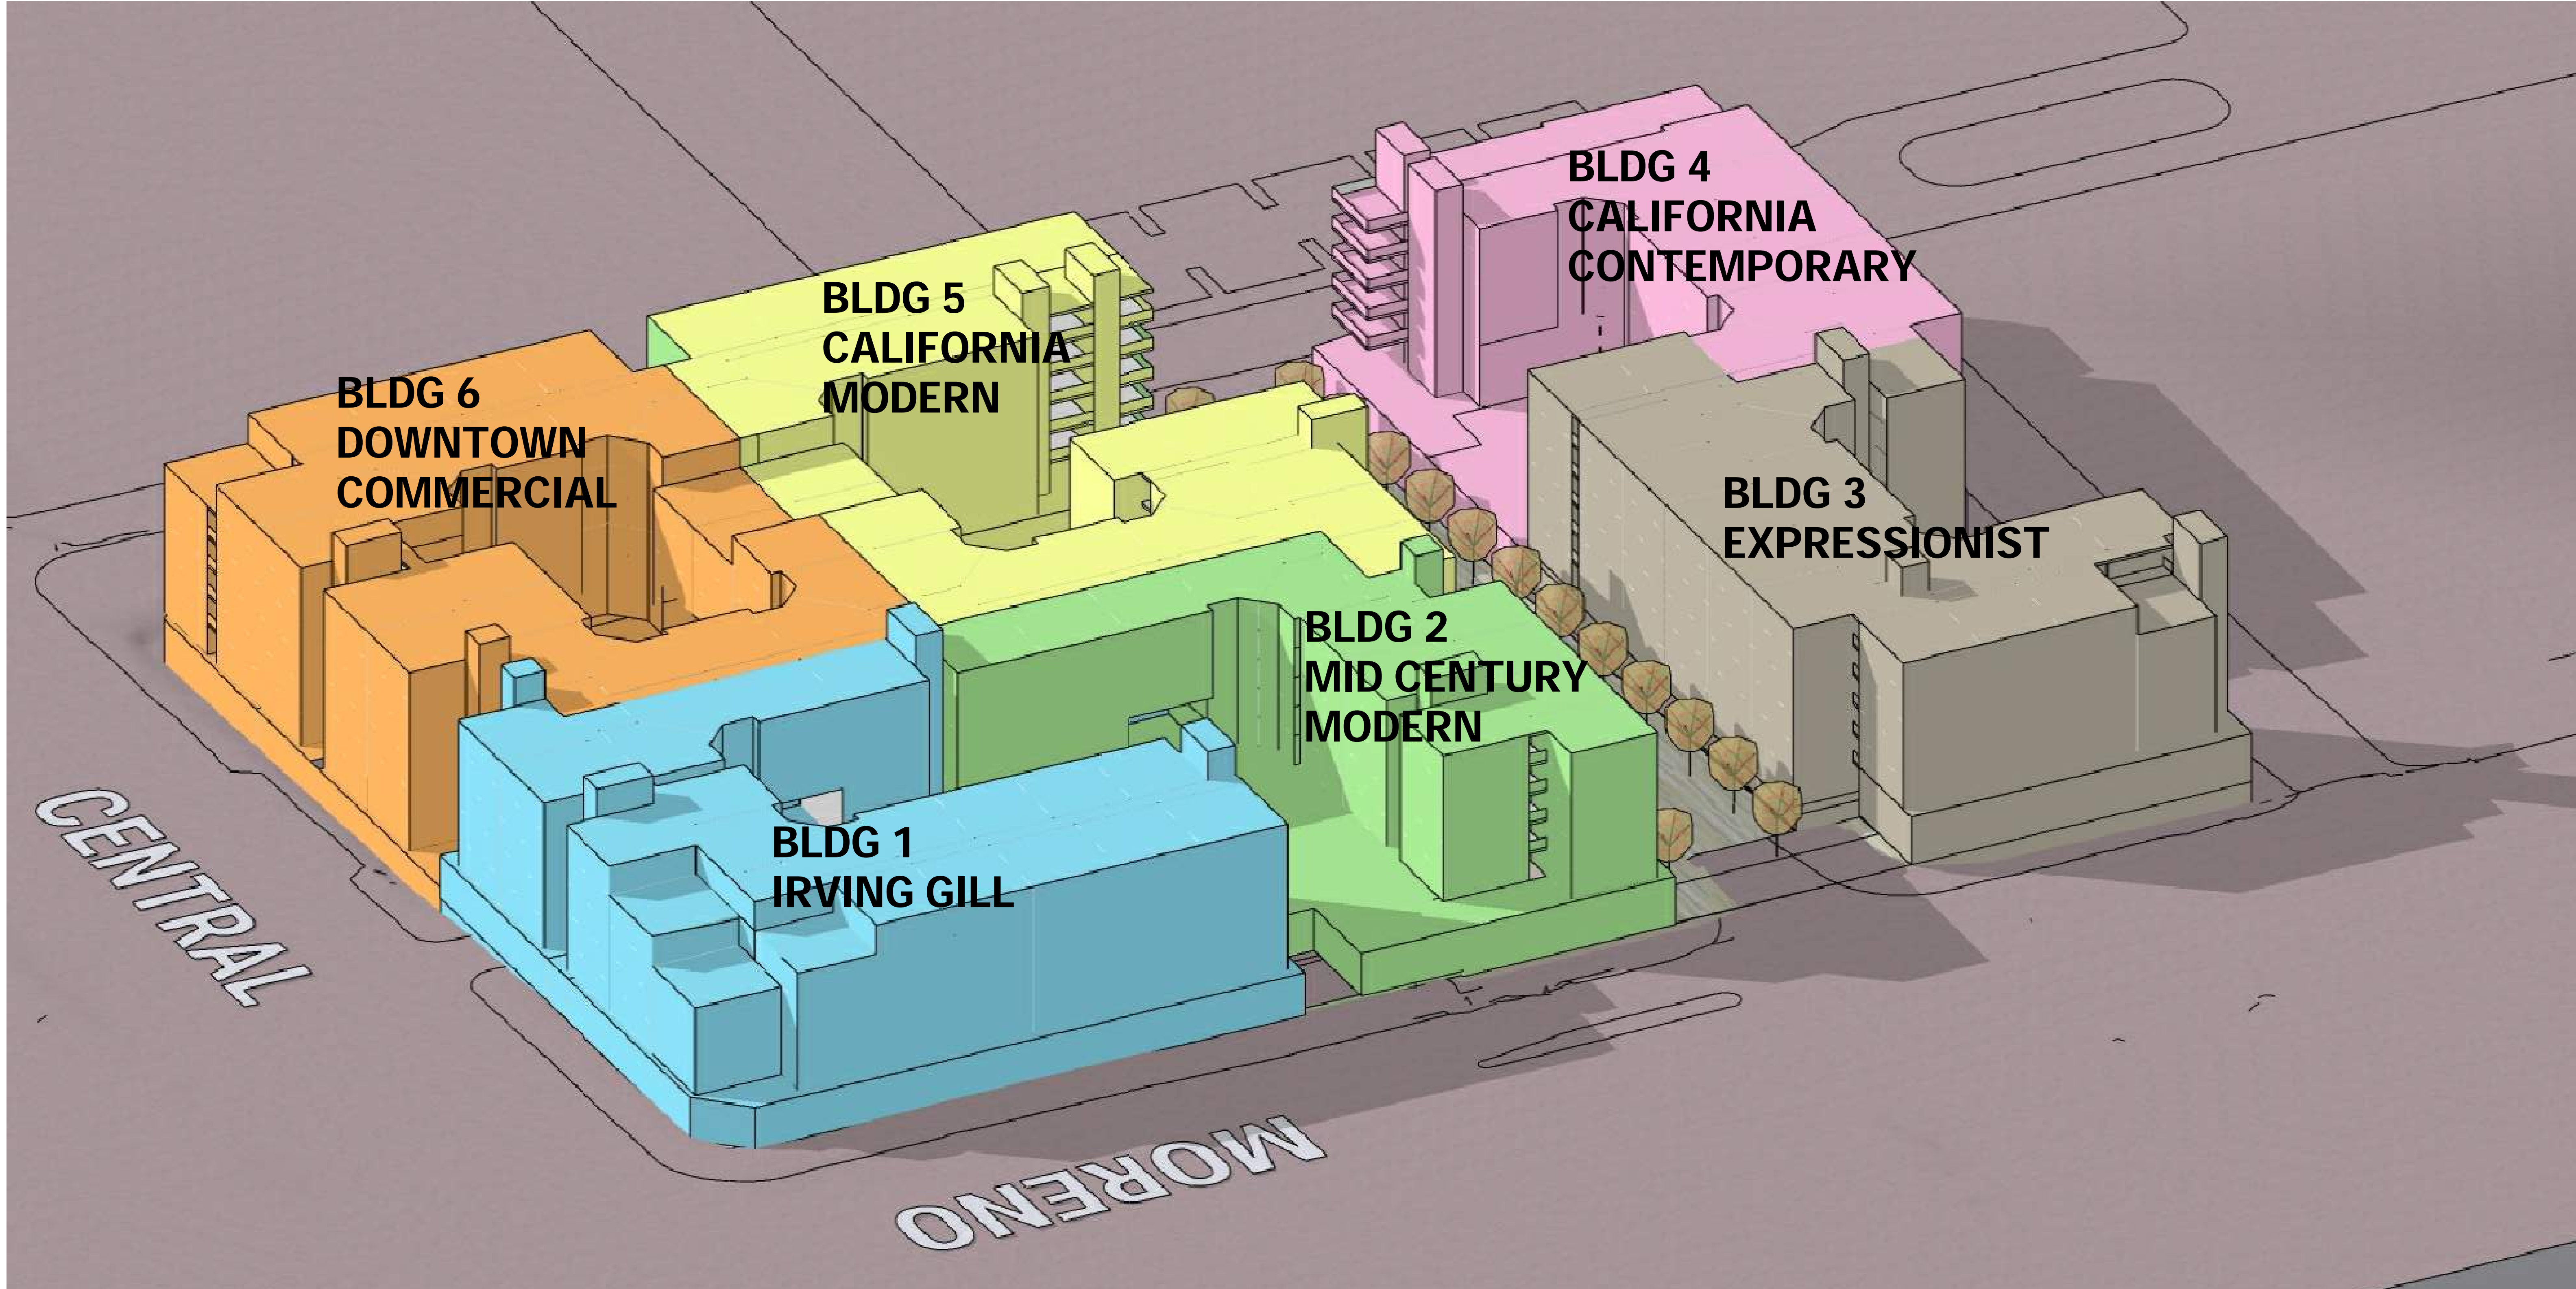 BLDG 4
CALIFORNIA
CONTEMPORARY
BLDG 5
CALIFORNIA
MODERN
BLDG 6
DOWNTOWN
COMMERCIAL
BLDG 3
EXPRESSIONIST
BLDG 2
MID CENTURY
MODERN
BLDG 1
IRVING GILL
CENTRAL
MORENO